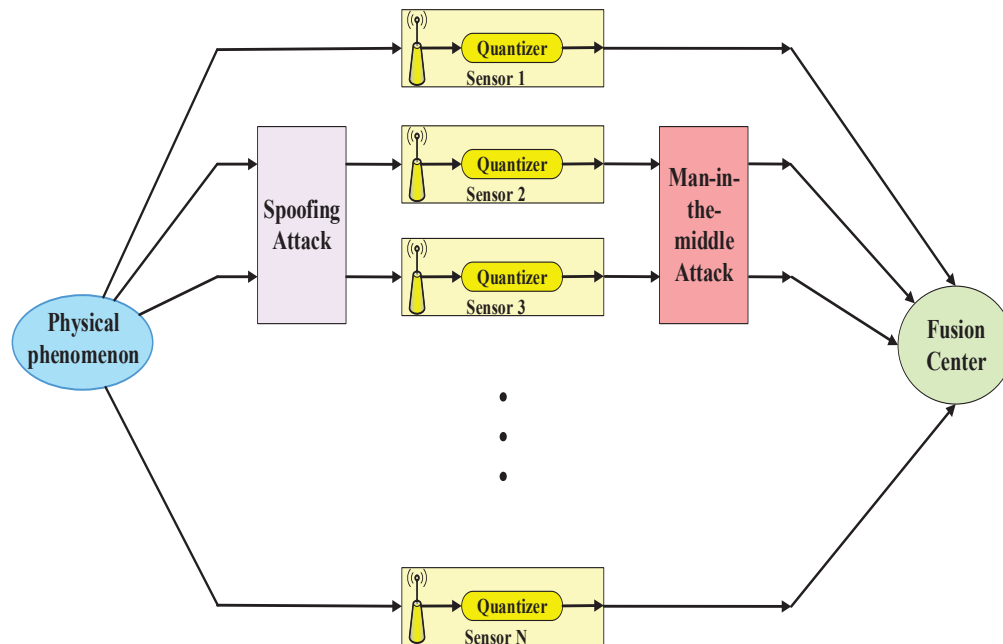 Quantizer
Sensor 1
Spoofing
Attack
Quantizer
Sensor 2
Quantizer
Sensor 3
Man-in-
the-
middle
Attack
Physical
phenomenon
Fusion
Center
Quantizer
Sensor N